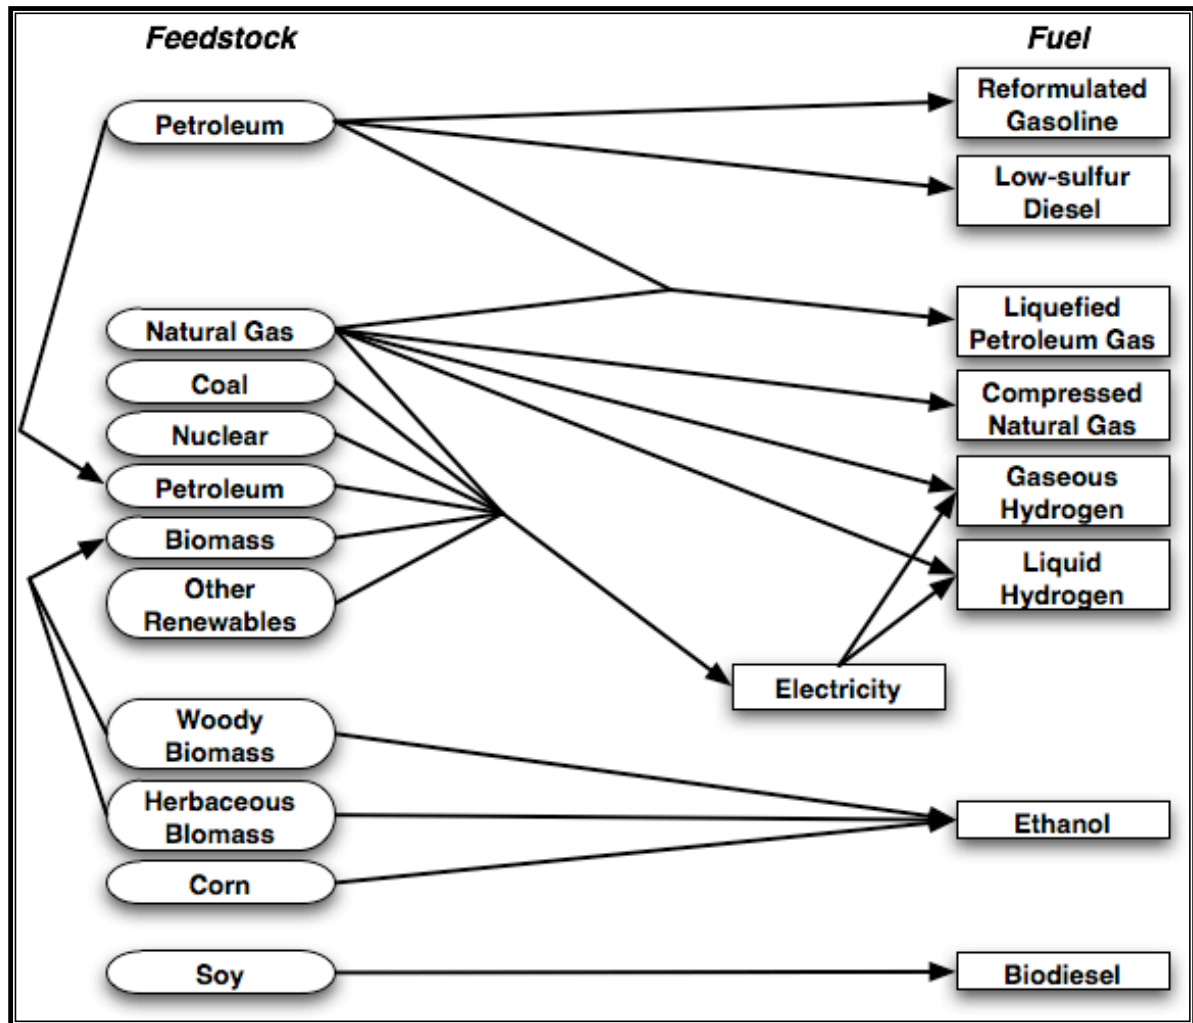 Feedstock
Fuel
Petroleum
Reformulated
Gasoline
Low-sulfur
Diesel
Natural Gas
Liquefied
Petroleum Gas
Coal
Compressed
Natural Gas
Nuclear
Petroleum
Gaseous
Hydrogen
Biomass
Liquid
Hydrogen
Other
Renewables
Electricity
Woody
Biomass
Herbaceous
Blomass
Ethanol
Corn
Soy
Biodiesel